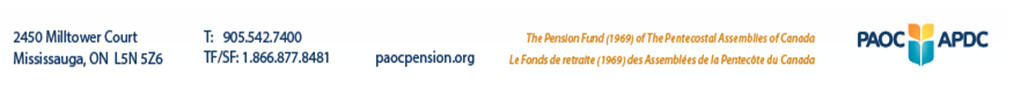 2450 Milltower Court
Mississauga, ON L5N 5Z6
T: 905.542.7400
TF/SF: 1.866.877.8481
paocpension.org
The Pension Fund (1969) of The Pentecostal Assemblies of Canada
Le Fonds de retraite (1969) des Assemblées de la Pentecôte du Canada
PAOC APDC